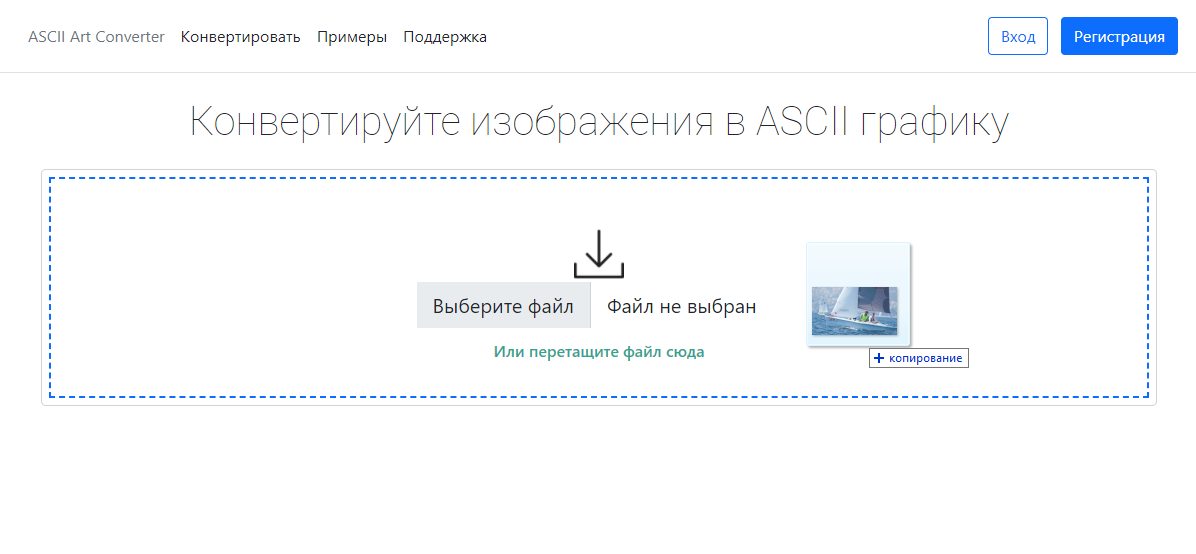 ASCII Art Converter Конвертировать Примеры Поддержка Вход Регистрация
Конвертируйте изображения в ASCII графику
Выберите файл Файл не выбран
Или перетащите файл сюда
+ копирование